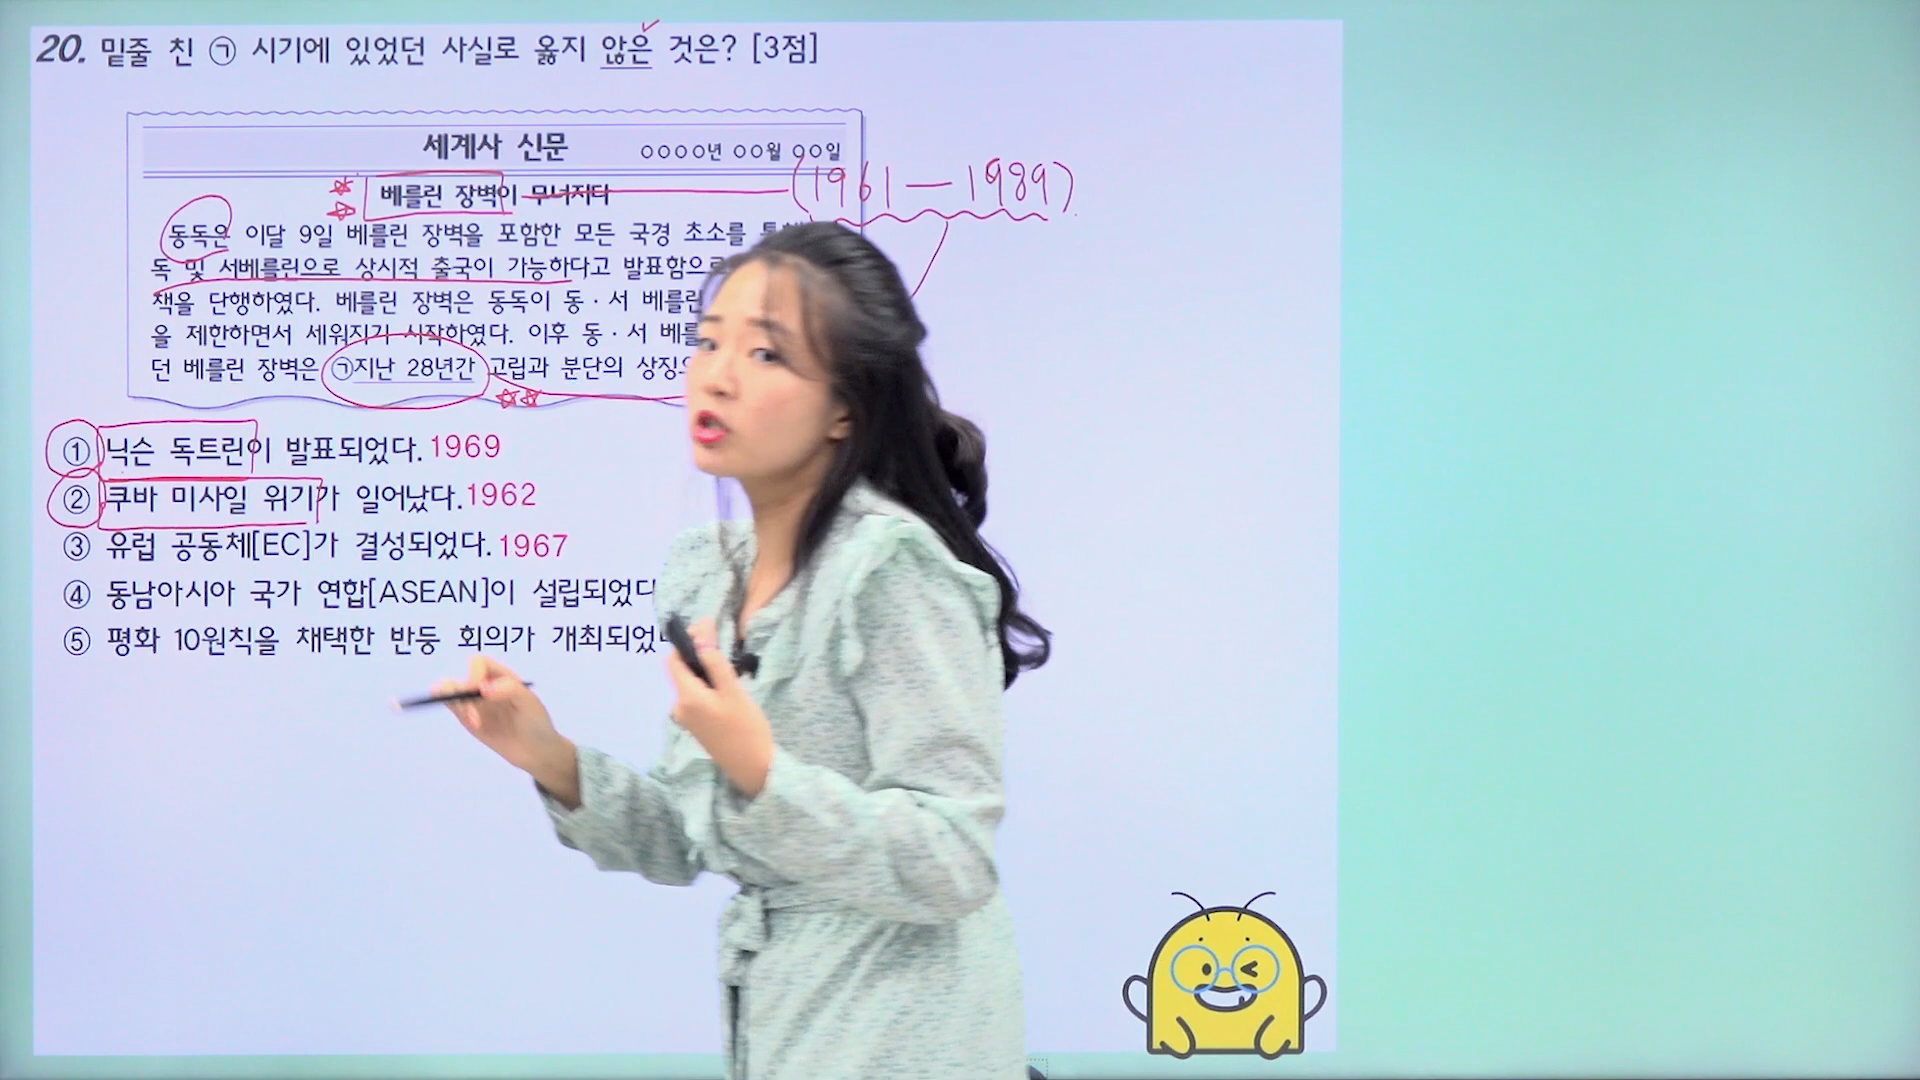 20. 밑줄 친 ㉠ 시기에 있었던 사실로 옳지 않은 것은? [3점]
세계사 신문
○○○○년 ○○월 ○○일
베를린 장벽이 무너지다
(1961 — 1989)
동독은 이달 9일 베를린 장벽을 포함한 모든 국경 초소를
독 및 서베를린으로 상시적 출국이 가능하다고 발표함으로
책을 단행하였다. 베를린 장벽은 동독이 동·서 베를린
을 제한하면서 세워지기 시작하였다. 이후 동·서
던 베를린 장벽은 ㉠지난 28년간 고립과 분단의
① 닉슨 독트린이 발표되었다. 1969
② 쿠바 미사일 위기가 일어났다. 1962
③ 유럽 공동체[EC]가 결성되었다. 1967
④ 동남아시아 국가 연합[ASEAN]이 설립되었다
⑤ 평화 10원칙을 채택한 반둥 회의가